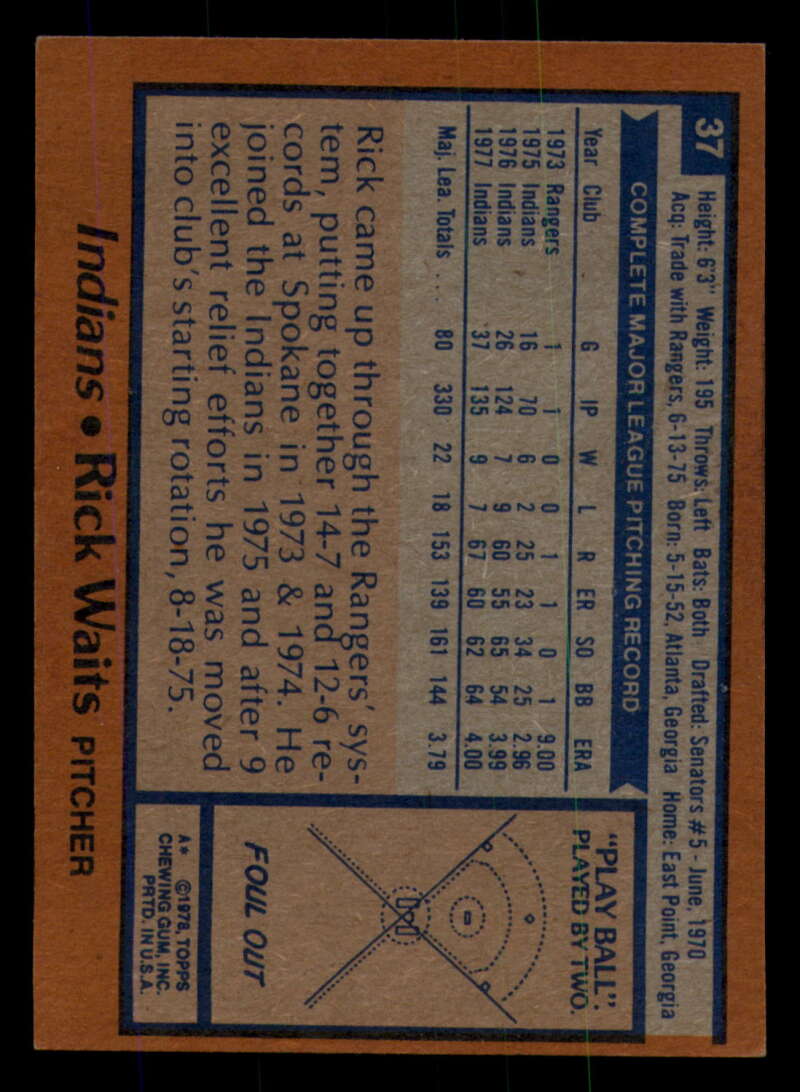 37
Height: 6'3" Weight: 195 Throws: Left Bats: Both Drafted: Senators #5 - June, 1970
Acq: Trade with Rangers, 6-13-75 Born: 5-15-52, Atlanta, Georgia Home: East Point, Georgia
COMPLETE MAJOR LEAGUE PITCHING RECORD
Year Club G IP W L R ER SO BB ERA
1973 Rangers 1 1 0 0 1 1 0 1 9.00
1975 Indians 16 70 6 2 25 23 34 25 2.96
1976 Indians 26 124 7 9 60 55 65 54 3.99
1977 Indians 37 135 9 7 67 60 62 64 4.00
Maj. Lea. Totals .... 80 330 22 18 153 139 161 144 3.79
Rick came up through the Rangers' sys-
tem, putting together 14-7 and 12-6 re-
cords at Spokane in 1973 & 1974. He
joined the Indians in 1975 and after 9
excellent relief efforts he was moved
into club's starting rotation, 8-18-75.
"PLAY BALL":
PLAYED BY TWO.
FOUL OUT
A* ©1978, TOPPS
CHEWING GUM, INC.
PRTD. IN U.S.A.
Indians • Rick Waits PITCHER